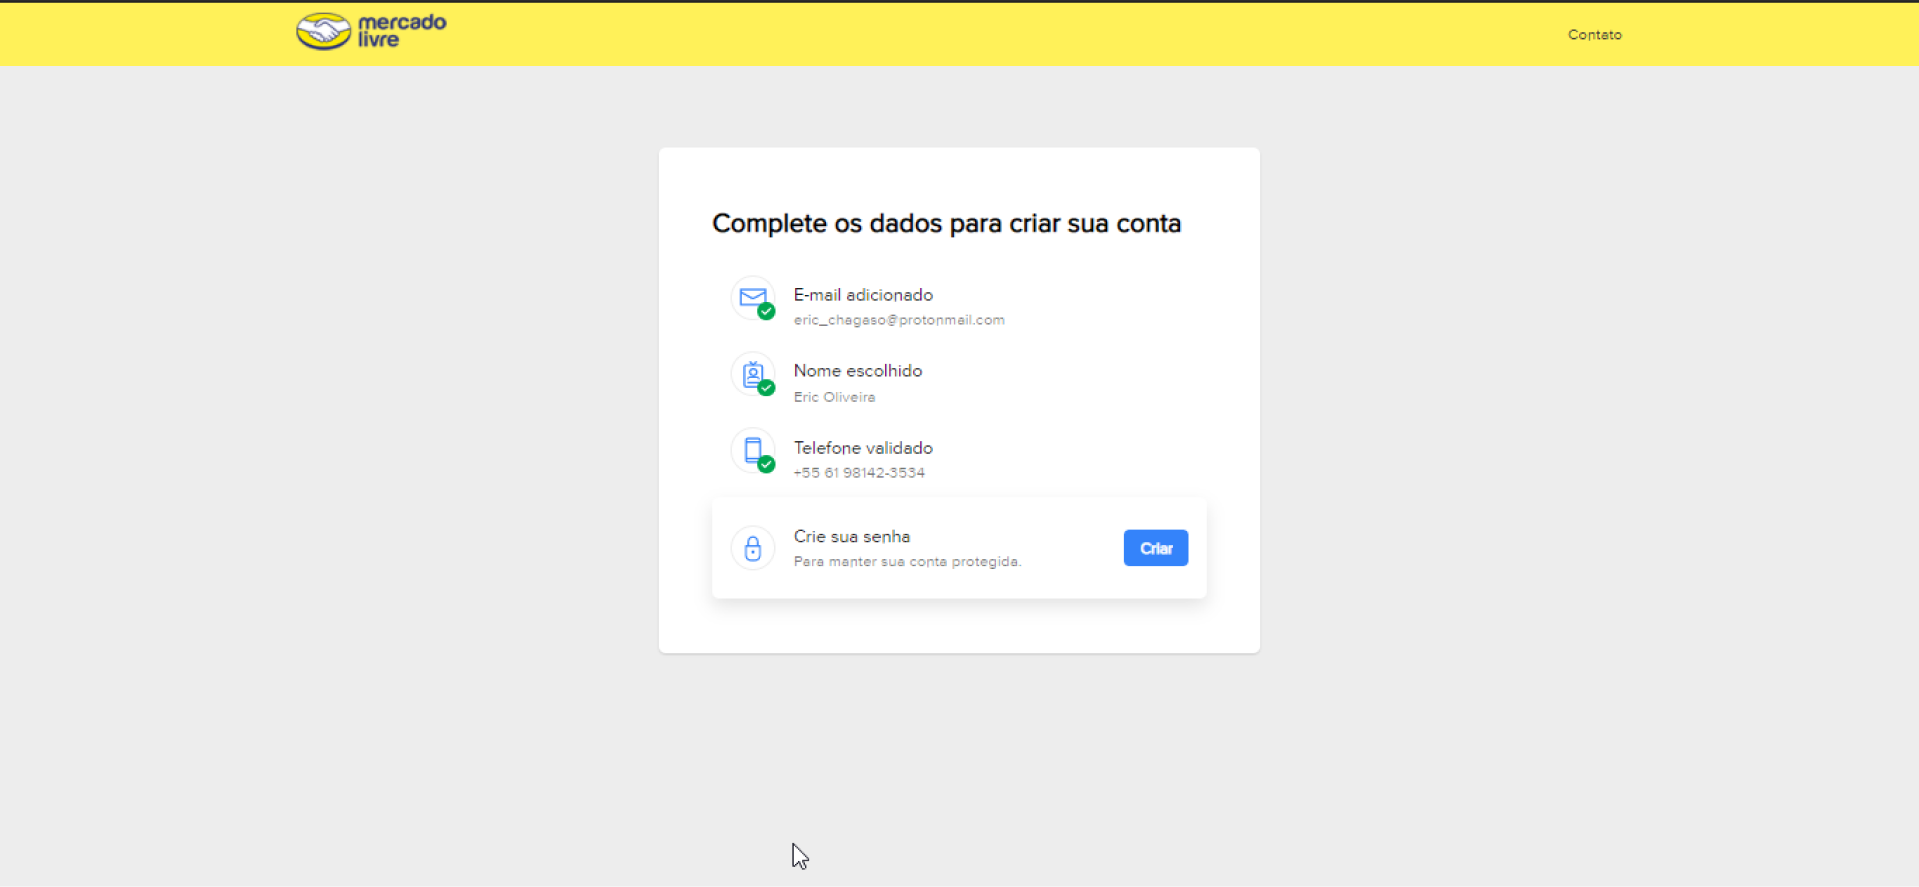 mercado
livre
Contato
Complete os dados para criar sua conta
E-mail adicionado
eric_chagaso@protonmail.com
Nome escolhido
Eric Oliveira
Telefone validado
+55 61 98142-3534
Crie sua senha
Para manter sua conta protegida.
Criar